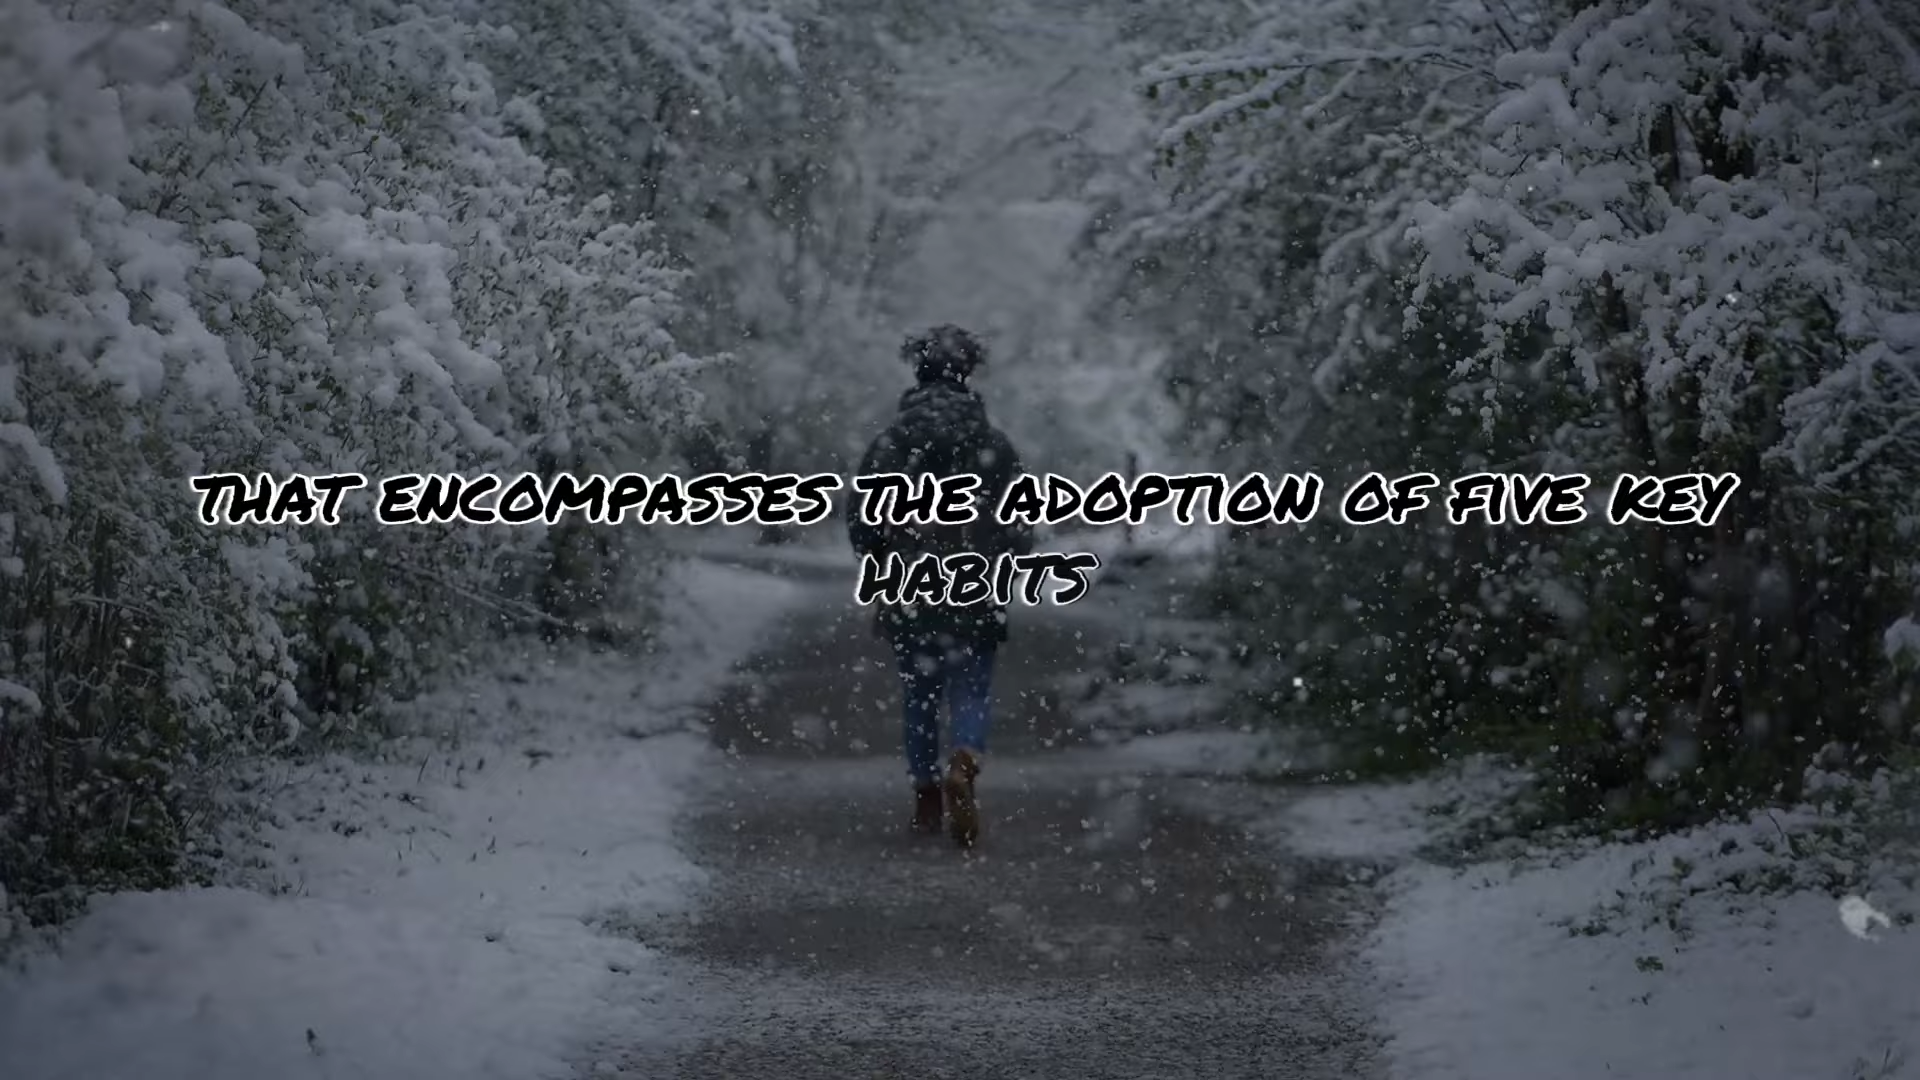 THAT ENCOMPASSES THE ADOPTION OF FIVE KEY
HABITS